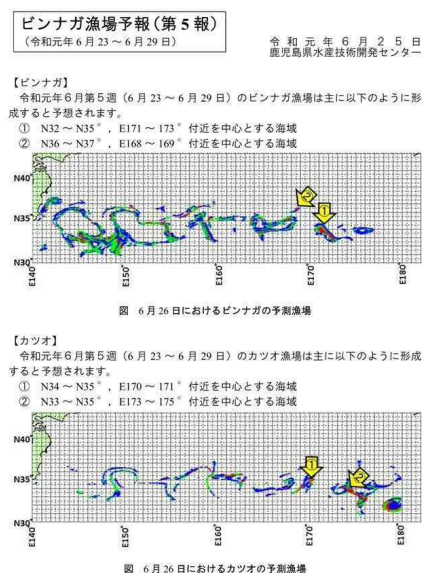 ビンナガ漁場予報(第5報)
(令和元年6月23～6月29日)
令和元年6月25日
鹿児島県水産技術開発センター
【ビンナガ】
令和元年6月第5週(6月23～6月29日)のビンナガ漁場は主に以下のように形
成すると予想されます。
① N32～N35°，E171～173°付近を中心とする海域
② N36～N37°，E168～169°付近を中心とする海域
N40°
N35°
N30°
②
①
E140°
E150°
E160°
E170°
E180°
図 6月26日におけるビンナガの予測漁場
【カツオ】
令和元年6月第5週(6月23～6月29日)のカツオ漁場は主に以下のように形成
すると予想されます。
① N34～N35°，E170～171°付近を中心とする海域
② N33～N35°，E173～175°付近を中心とする海域
N40°
N35°
N30°
①
②
E140°
E150°
E160°
E170°
E180°
図 6月26日におけるカツオの予測漁場